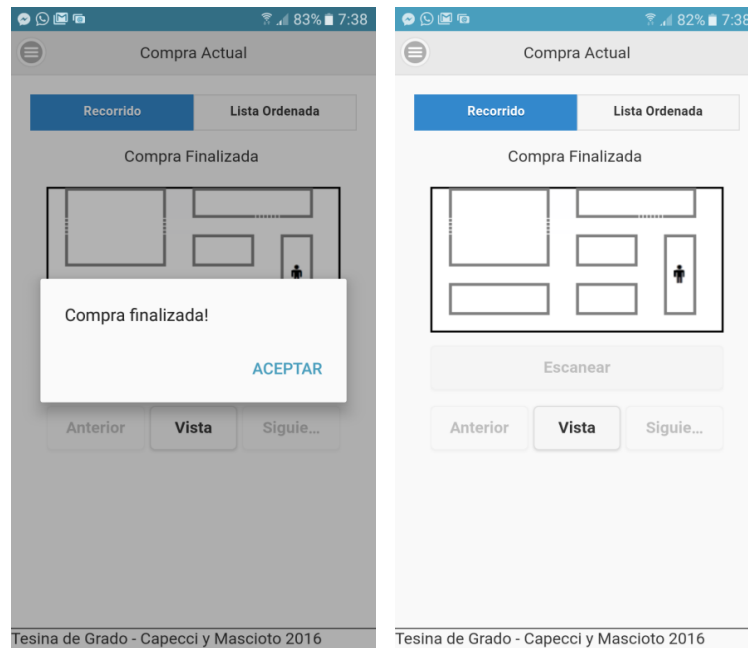 83% 7:38
Compra Actual
Recorrido Lista Ordenada
Compra Finalizada
Compra finalizada!
ACEPTAR
Anterior Vista Siguie...
Tesina de Grado - Capecci y Mascioto 2016
82% 7:38
Compra Actual
Recorrido Lista Ordenada
Compra Finalizada
Escanear
Anterior Vista Siguie...
Tesina de Grado - Capecci y Mascioto 2016